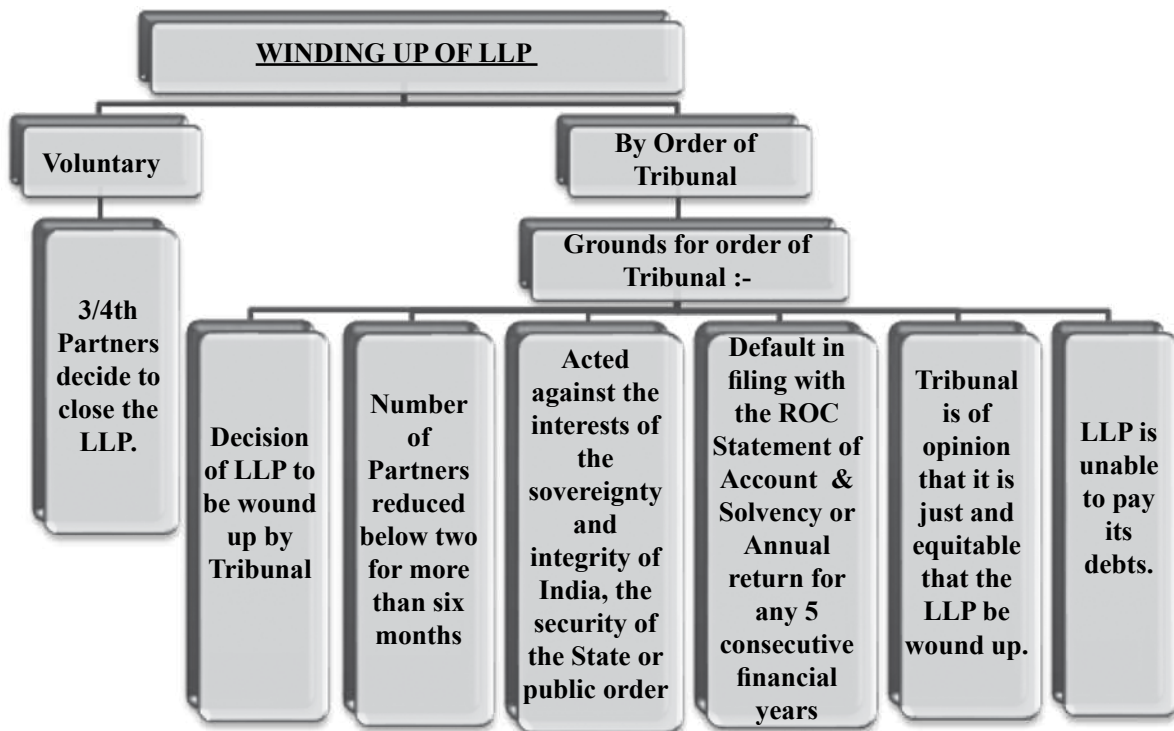 WINDING UP OF LLP
Voluntary
By Order of
Tribunal
3/4th
Partners
decide to
close the
LLP.
Grounds for order of
Tribunal :-
Decision
of LLP to
be wound
up by
Tribunal
Number
of
Partners
reduced
below two
for more
than six
months
Acted
against the
interests of
the
sovereignty
and
integrity of
India, the
security of
the State or
public order
Default in
filing with
the ROC
Statement of
Account & 
Solvency or
Annual
return for
any 5
consecutive
financial
years
Tribunal
is of
opinion
that it is
just and
equitable
that the
LLP be
wound up.
LLP is
unable
to pay
its
debts.